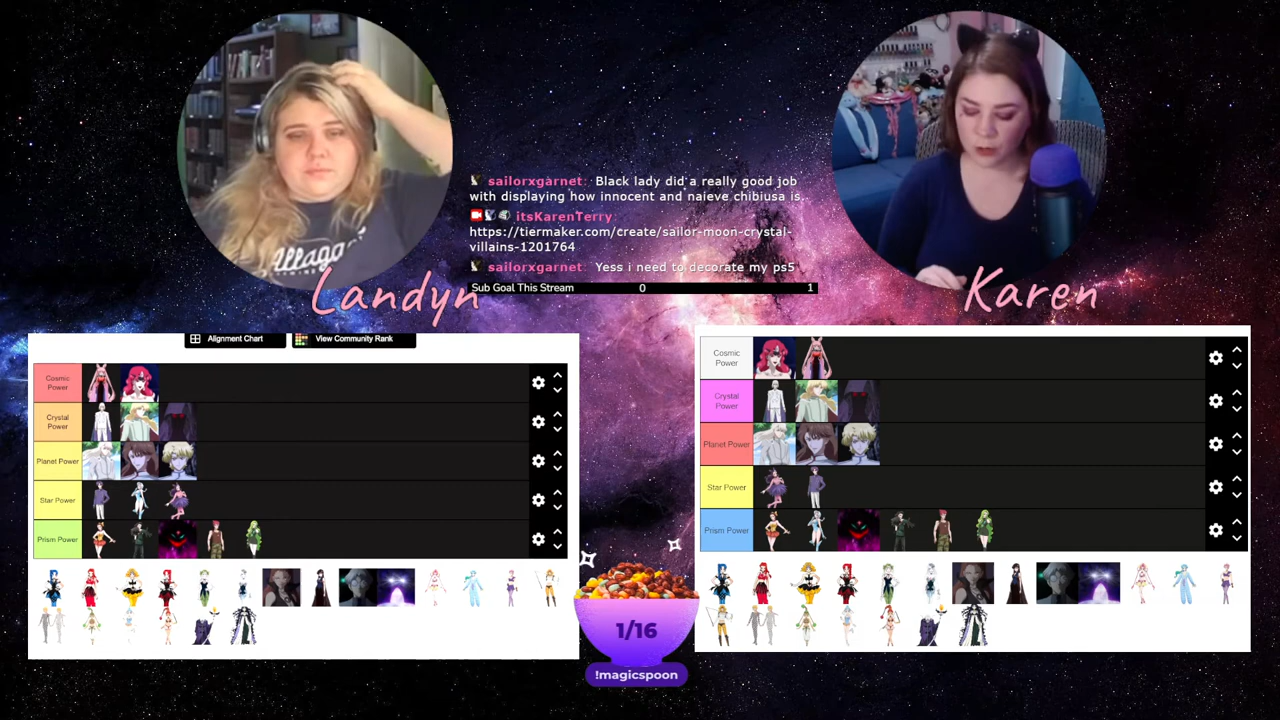 sailorxgarnet: Black lady did a really good job
with displaying how innocent and naieve chibiusa is.
itsKarenTerry:
https://tiermaker.com/create/sailor-moon-crystal-
villains-1201764
sailorxgarnet: Yess i need to decorate my ps5
Sub Goal This Stream 0 1
Landyn
Karen
Alignment Chart
View Community Rank
Cosmic
Power
Crystal
Power
Planet Power
Star Power
Prism Power
Cosmic
Power
Crystal
Power
Planet Power
Star Power
Prism Power
1/16
!magicspoon